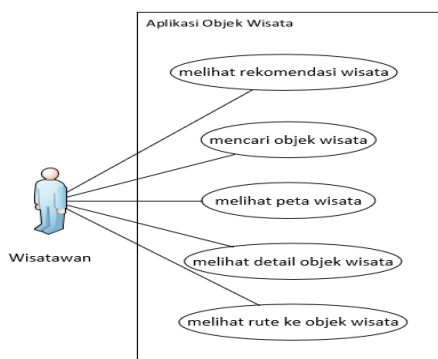 Aplikasi Objek Wisata
melihat rekomendasi wisata
mencari objek wisata
melihat peta wisata
Wisatawan
melihat detail objek wisata
melihat rute ke objek wisata